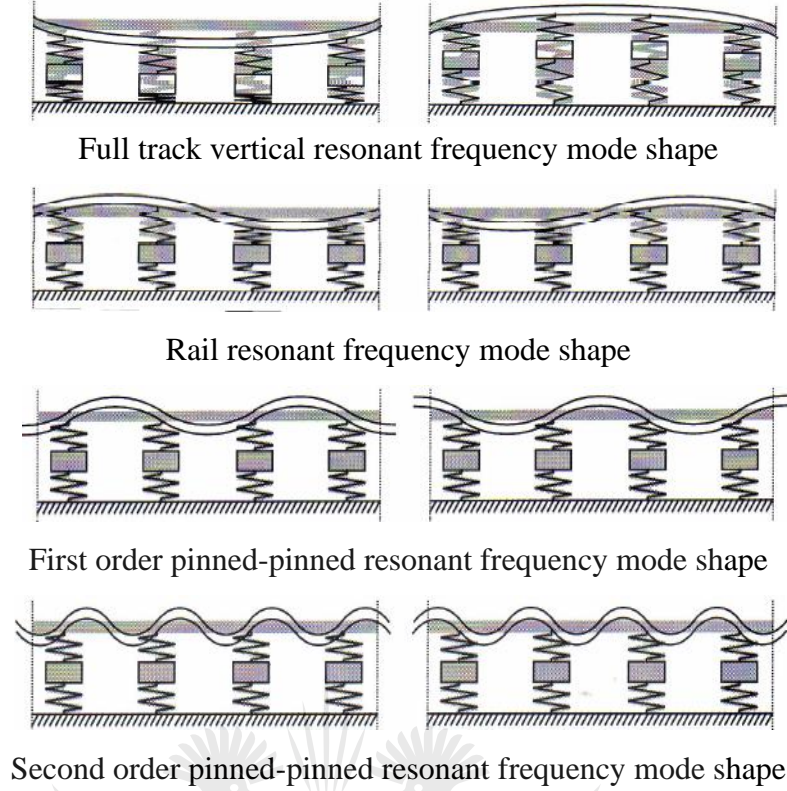 Full track vertical resonant frequency mode shape
Rail resonant frequency mode shape
First order pinned-pinned resonant frequency mode shape
Second order pinned-pinned resonant frequency mode shape